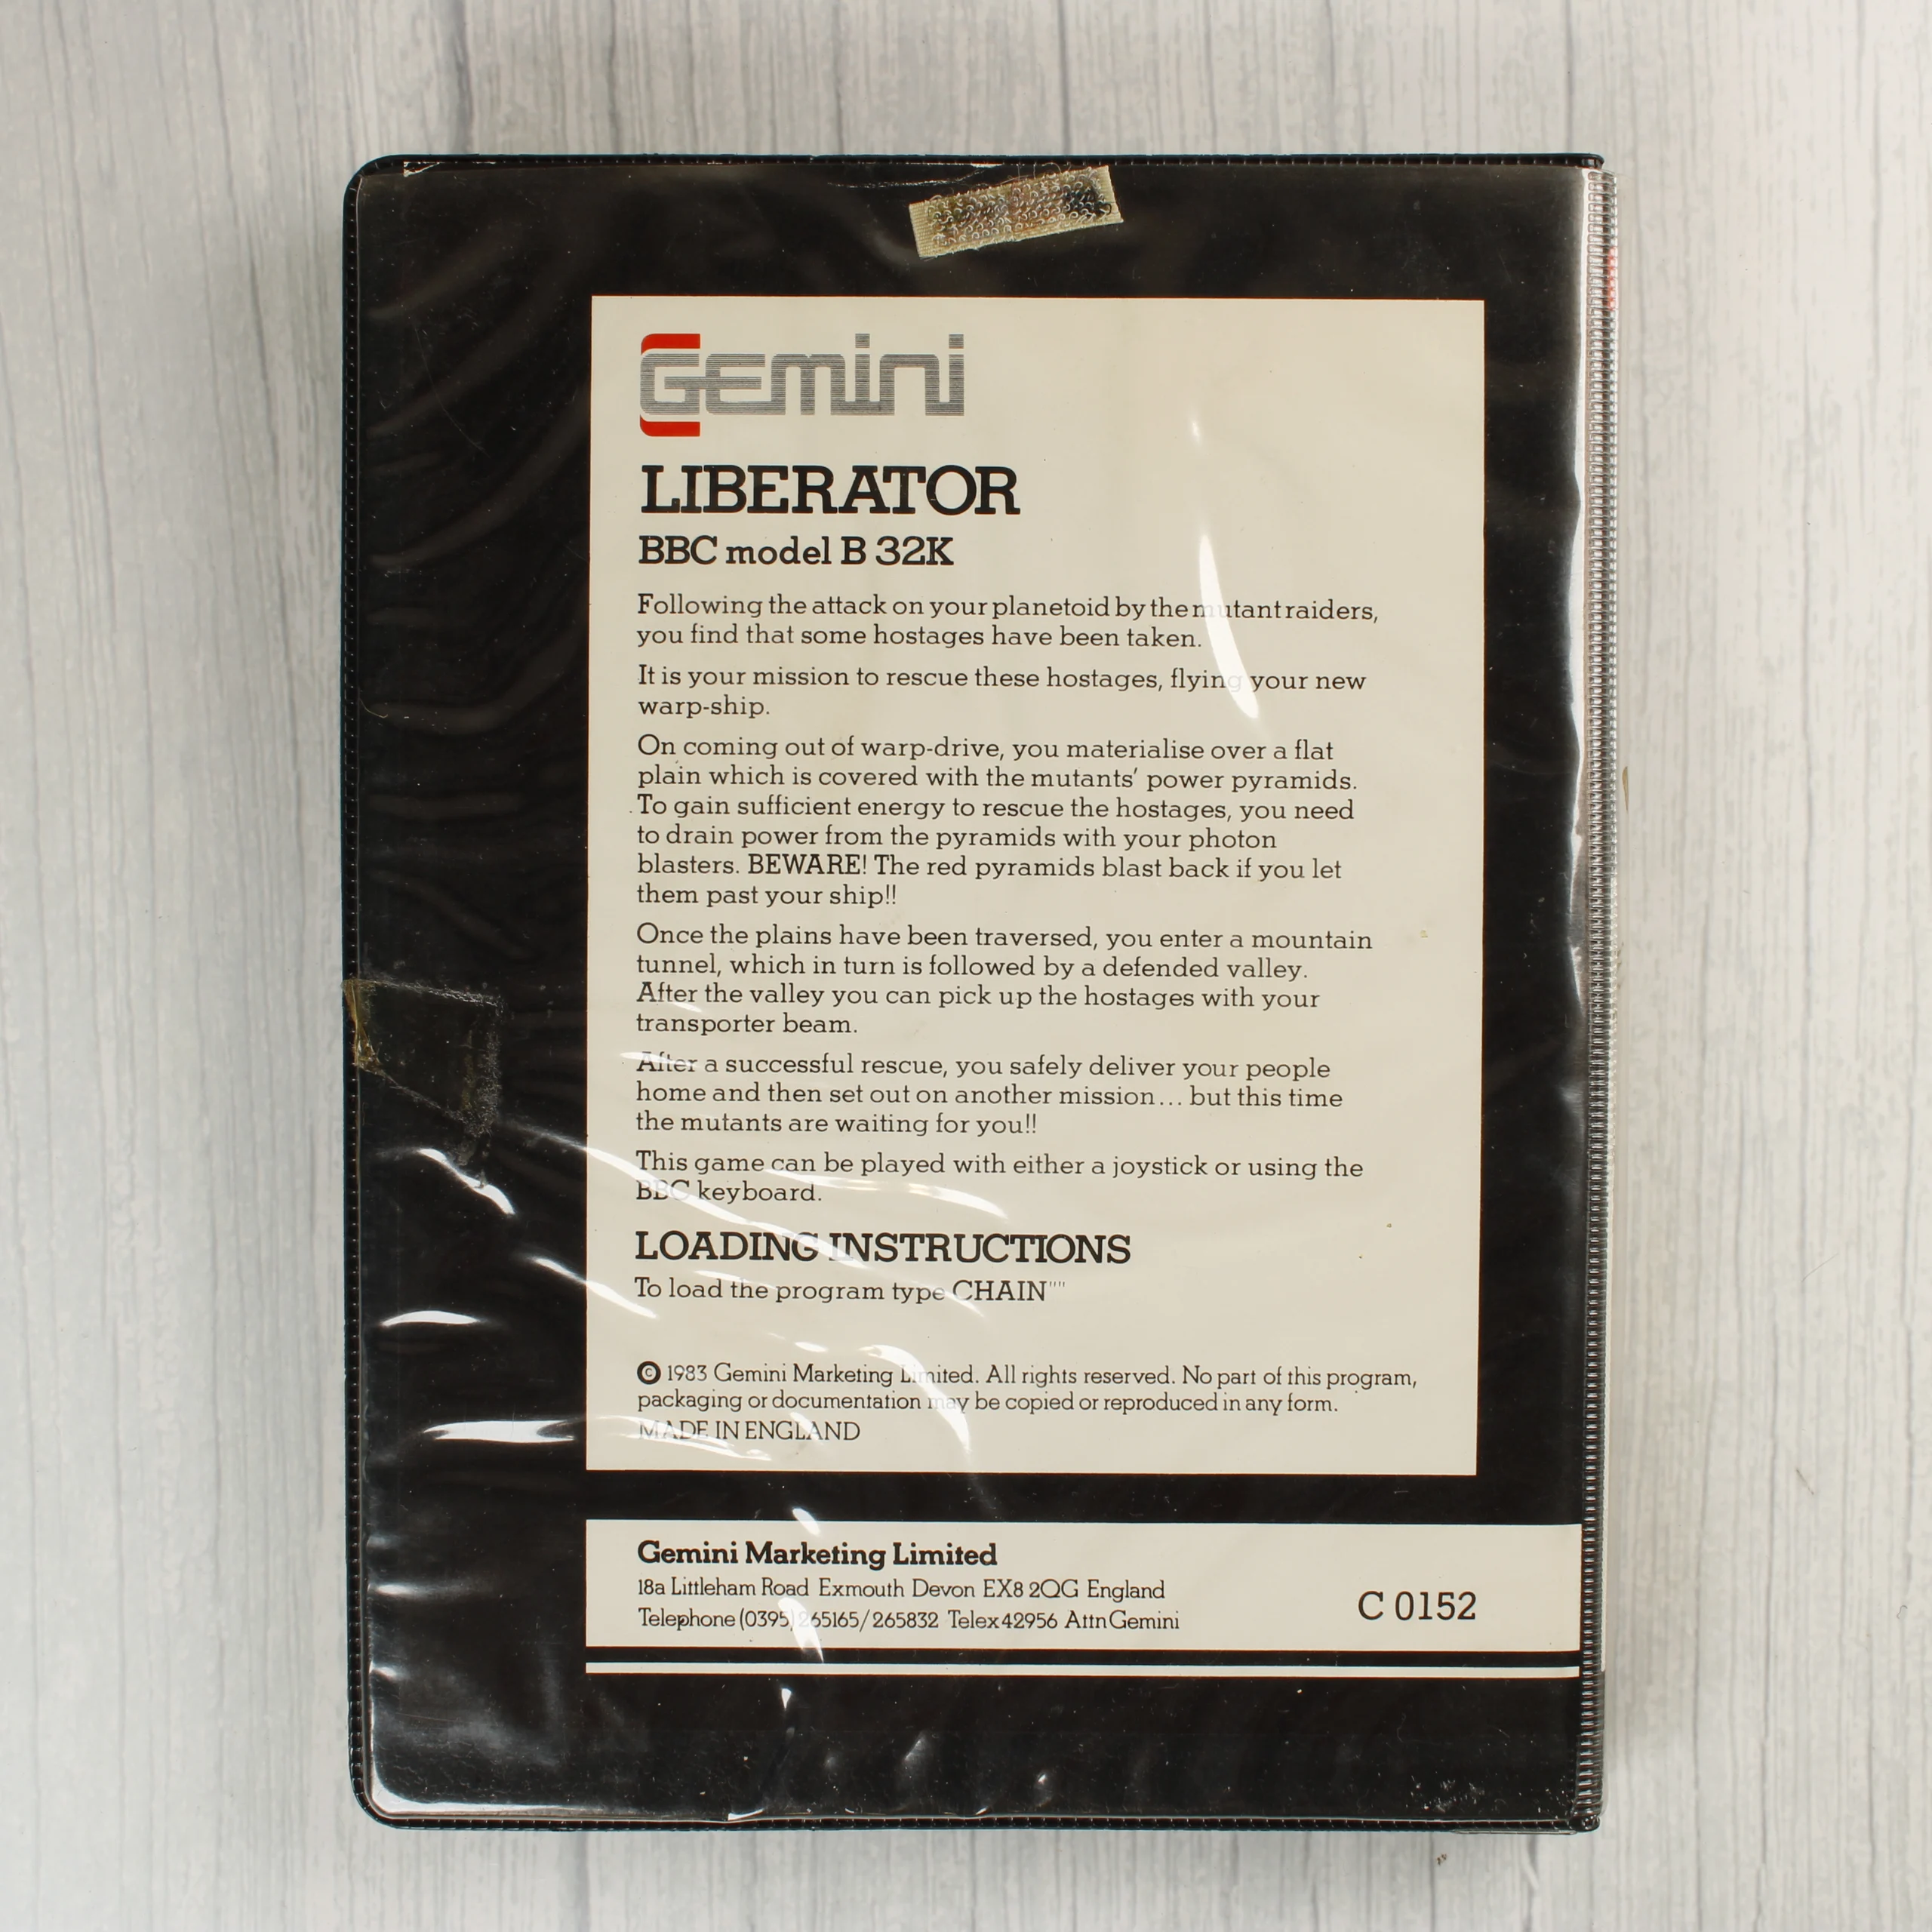 Gemini
LIBERATOR
BBC model B 32K
Following the attack on your planetoid by the mutant raiders,
you find that some hostages have been taken.
It is your mission to rescue these hostages, flying your new
warp-ship.
On coming out of warp-drive, you materialise over a flat
plain which is covered with the mutants' power pyramids.
To gain sufficient energy to rescue the hostages, you need
to drain power from the pyramids with your photon
blasters. BEWARE! The red pyramids blast back if you let
them past your ship!!
Once the plains have been traversed, you enter a mountain
tunnel, which in turn is followed by a defended valley.
After the valley you can pick up the hostages with your
transporter beam.
After a successful rescue, you safely deliver your people
home and then set out on another mission... but this time
the mutants are waiting for you!!
This game can be played with either a joystick or using the
BBC keyboard.
LOADING INSTRUCTIONS
To load the program type CHAIN""
© 1983 Gemini Marketing Limited. All rights reserved. No part of this program,
packaging or documentation may be copied or reproduced in any form.
MADE IN ENGLAND
Gemini Marketing Limited
18a Littleham Road Exmouth Devon EX8 2QG England
Telephone (0395) 265165/265832 Telex 42956 Attn Gemini
C 0152